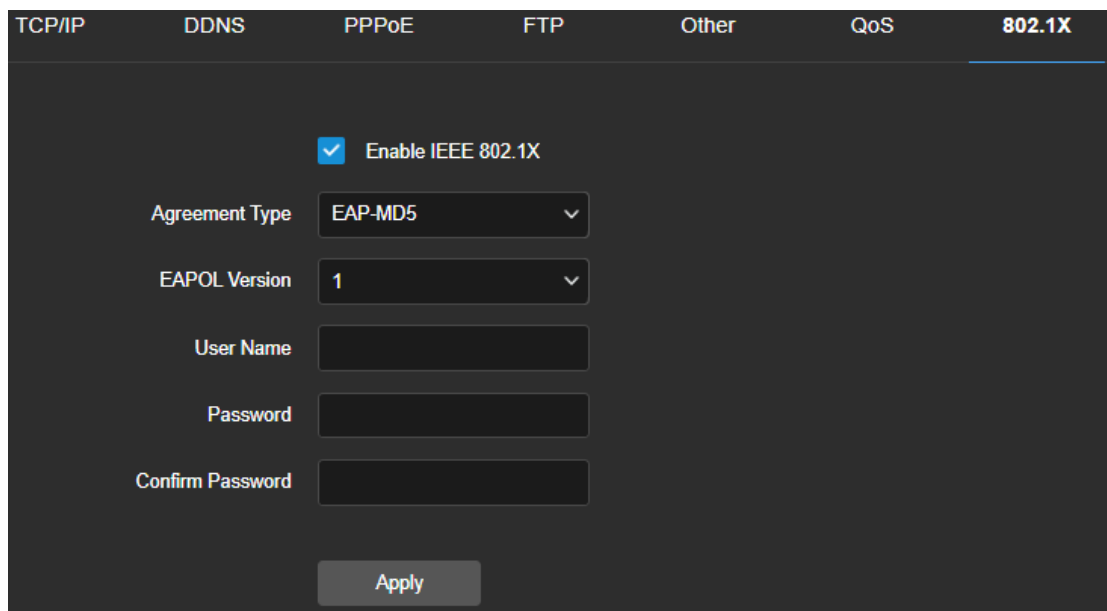 TCP/IP DDNS PPPoE FTP Other QoS 802.1X
Enable IEEE 802.1X
Agreement Type EAP-MD5
EAPOL Version 1
User Name
Password
Confirm Password
Apply